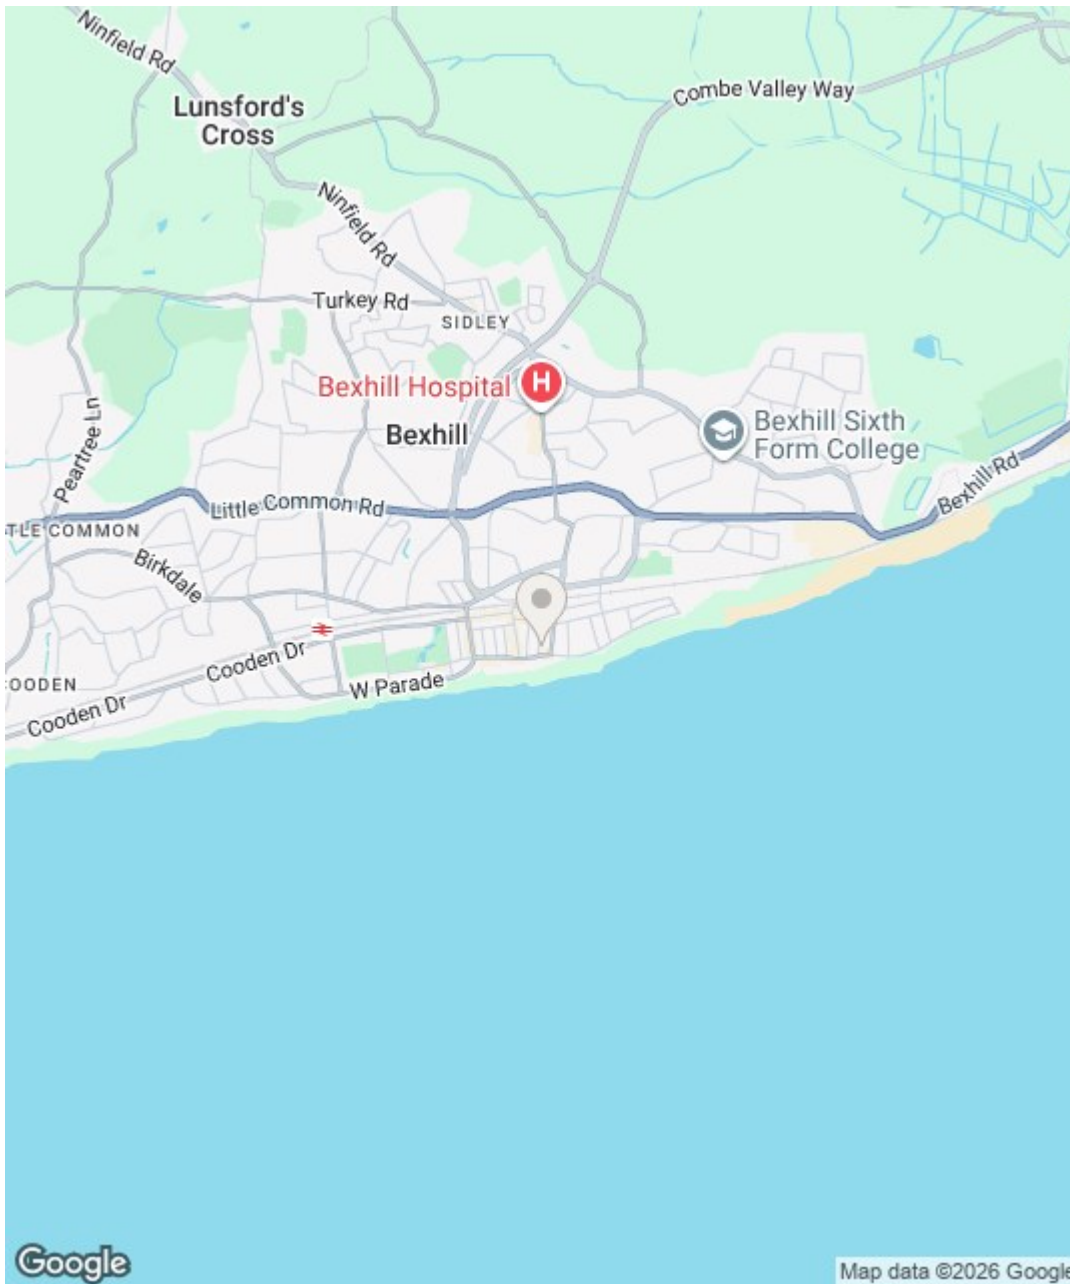 Ninfield Rd
Combe Valley Way
Lunsford's
Cross
Ninfield Rd
Turkey Rd
SIDLEY
Bexhill Hospital
H
Bexhill
Bexhill Sixth
Form College
Peartree Ln
Bexhill Rd
Little Common Rd
TLE COMMON
Birkdale
Cooden Dr
OODEN
W Parade
Cooden Dr
Google
Map data ©2026 Google